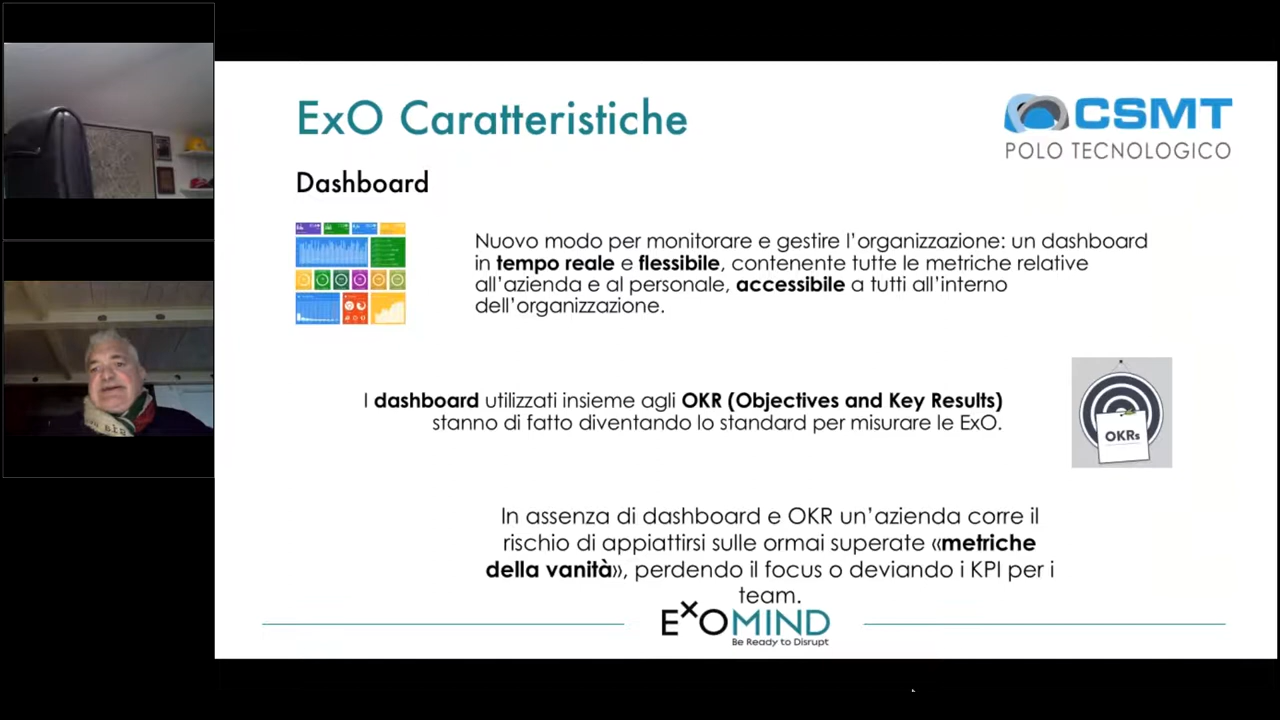 ExO Caratteristiche
CSMT
POLO TECNOLOGICO
Dashboard
Nuovo modo per monitorare e gestire l’organizzazione: un dashboard
in tempo reale e flessibile, contenente tutte le metriche relative
all’azienda e al personale, accessibile a tutti all’interno
dell’organizzazione.
I dashboard utilizzati insieme agli OKR (Objectives and Key Results)
stanno di fatto diventando lo standard per misurare le ExO.
OKRs
In assenza di dashboard e OKR un’azienda corre il
rischio di appiattirsi sulle ormai superate «metriche
della vanità», perdendo il focus o deviando i KPI per i
team.
EXOMIND
Be Ready to Disrupt